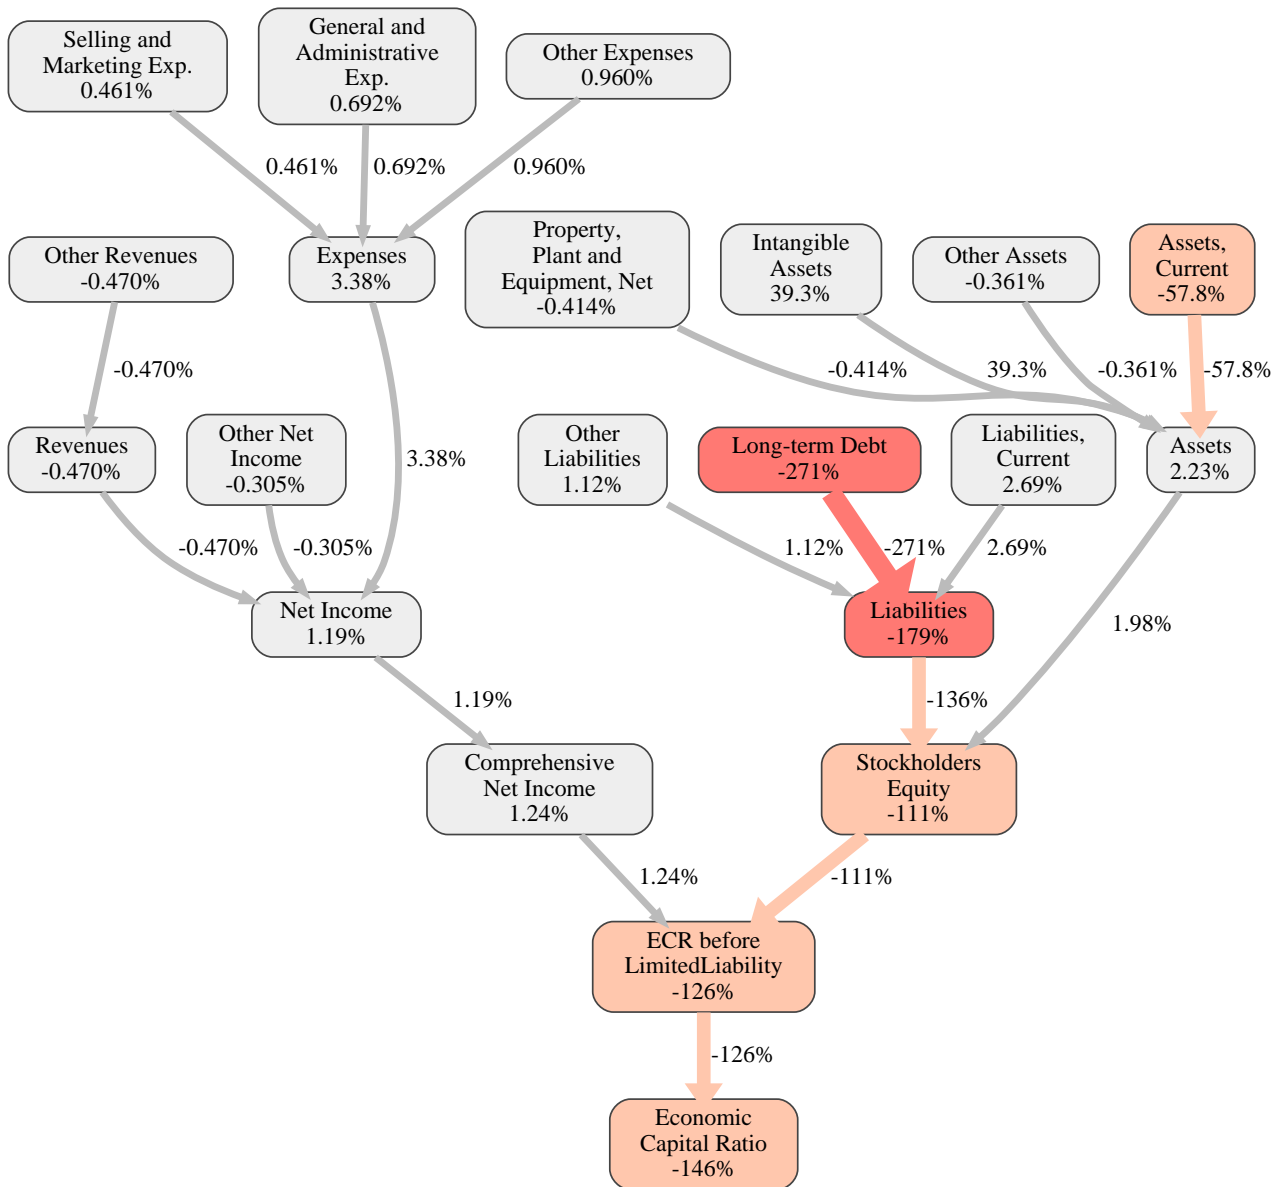 Selling and
Marketing Exp.
0.461%
General and
Administrative
Exp.
0.692%
Other Expenses
0.960%
0.461%
0.692%
0.960%
Other Revenues
-0.470%
Expenses
3.38%
Property,
Plant and
Equipment, Net
-0.414%
Intangible
Assets
39.3%
Other Assets
-0.361%
Assets,
Current
-57.8%
-0.470%
3.38%
-0.414%
39.3%
-0.361%
-57.8%
Revenues
-0.470%
Other Net
Income
-0.305%
Other
Liabilities
1.12%
Long-term Debt
-271%
Liabilities,
Current
2.69%
Assets
2.23%
-0.470%
-0.305%
1.12%
-271%
2.69%
1.98%
Net Income
1.19%
Liabilities
-179%
1.19%
-136%
Comprehensive
Net Income
1.24%
Stockholders
Equity
-111%
1.24%
-111%
ECR before
LimitedLiability
-126%
-126%
Economic
Capital Ratio
-146%